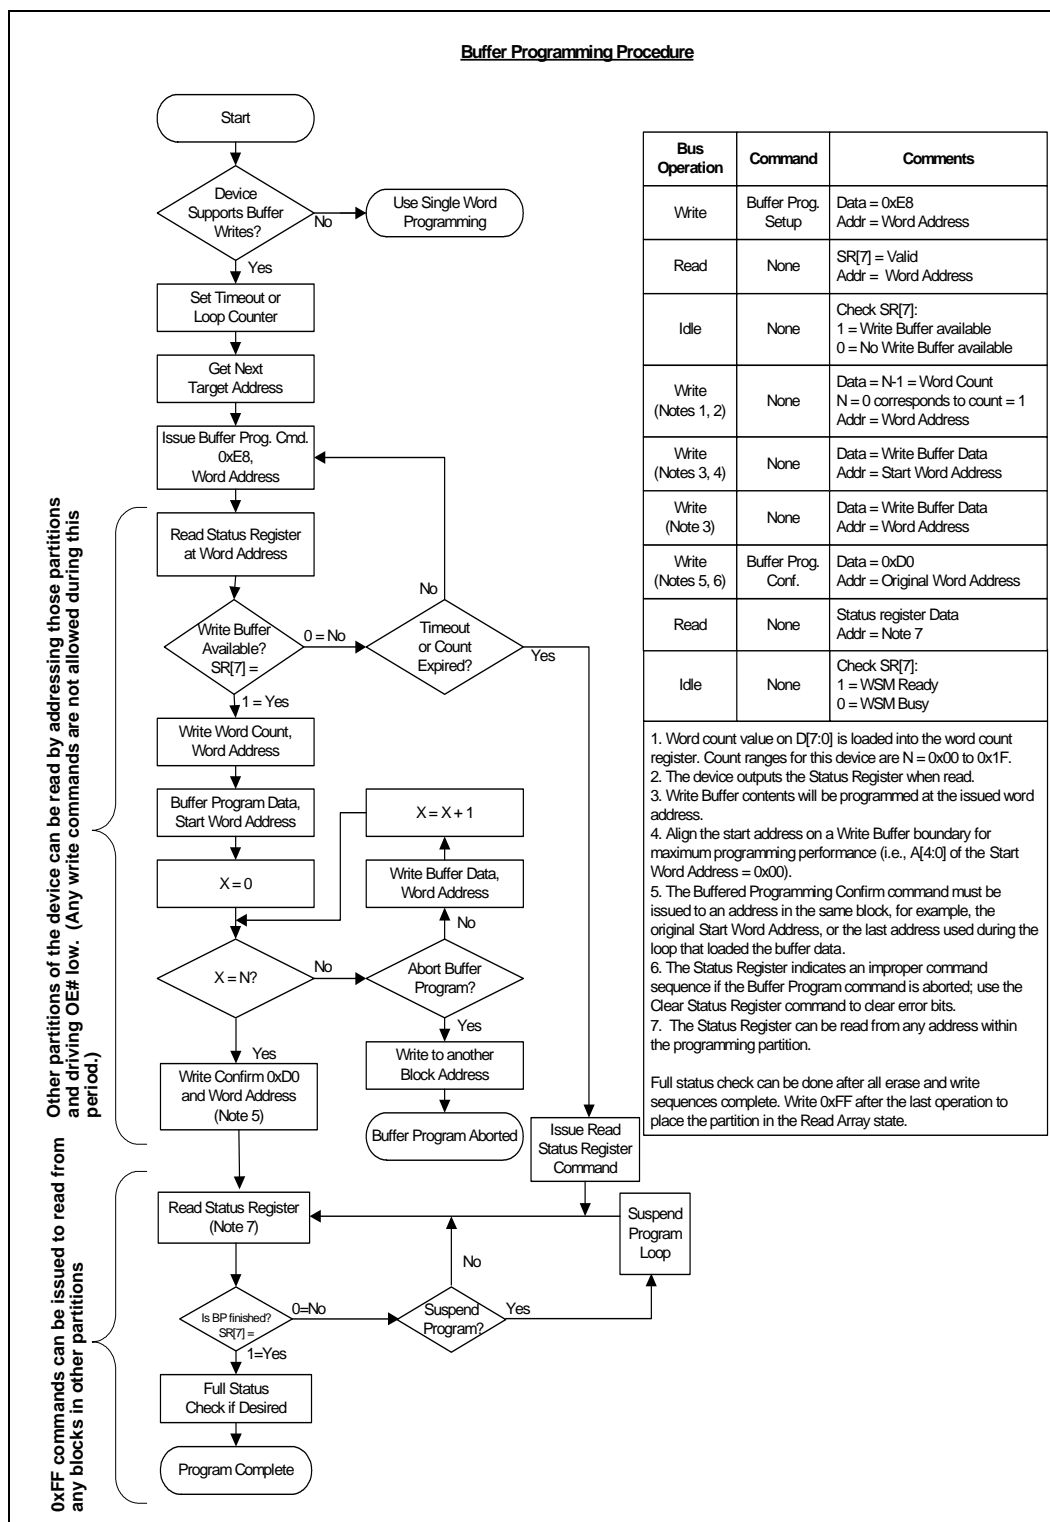 Buffer Programming Procedure
Start
Device
Supports Buffer
Writes?
No
Use Single Word
Programming
Yes
Set Timeout or
Loop Counter
Get Next
Target Address
Issue Buffer Prog. Cmd.
0xE8,
Word Address
Read Status Register
at Word Address
No
Write Buffer
Available?
SR[7] =
0 = No
Timeout
or Count
Expired?
Yes
1 = Yes
Write Word Count,
Word Address
Buffer Program Data,
Start Word Address
X = X + 1
X = 0
Write Buffer Data,
Word Address
No
X = N?
No
Abort Buffer
Program?
Yes
Yes
Write Confirm 0xD0
and Word Address
(Note 5)
Write to another
Block Address
Buffer Program Aborted
Issue Read
Status Register
Command
Read Status Register
(Note 7)
Suspend
Program
Loop
No
Is BP finished?
SR[7] =
0=No
Suspend
Program?
Yes
1=Yes
Full Status
Check if Desired
Program Complete
Other partitions of the device can be read by addressing those partitions
and driving OE# low. (Any write commands are not allowed during this
period.)
0xFF commands can be issued to read from
any blocks in other partitions
Bus
Operation
Command
Comments
Write
Buffer Prog.
Setup
Data = 0xE8
Addr = Word Address
Read
None
SR[7] = Valid
Addr = Word Address
Idle
None
Check SR[7]:
1 = Write Buffer available
0 = No Write Buffer available
Write
(Notes 1, 2)
None
Data = N-1 = Word Count
N = 0 corresponds to count = 1
Addr = Word Address
Write
(Notes 3, 4)
None
Data = Write Buffer Data
Addr = Start Word Address
Write
(Note 3)
None
Data = Write Buffer Data
Addr = Word Address
Write
(Notes 5, 6)
Buffer Prog.
Conf.
Data = 0xD0
Addr = Original Word Address
Read
None
Status register Data
Addr = Note 7
Idle
None
Check SR[7]:
1 = WSM Ready
0 = WSM Busy
1. Word count value on D[7:0] is loaded into the word count
register. Count ranges for this device are N = 0x00 to 0x1F.
2. The device outputs the Status Register when read.
3. Write Buffer contents will be programmed at the issued word
address.
4. Align the start address on a Write Buffer boundary for
maximum programming performance (i.e., A[4:0] of the Start
Word Address = 0x00).
5. The Buffered Programming Confirm command must be
issued to an address in the same block, for example, the
original Start Word Address, or the last address used during the
loop that loaded the buffer data.
6. The Status Register indicates an improper command
sequence if the Buffer Program command is aborted; use the
Clear Status Register command to clear error bits.
7. The Status Register can be read from any address within
the programming partition.
Full status check can be done after all erase and write
sequences complete. Write 0xFF after the last operation to
place the partition in the Read Array state.